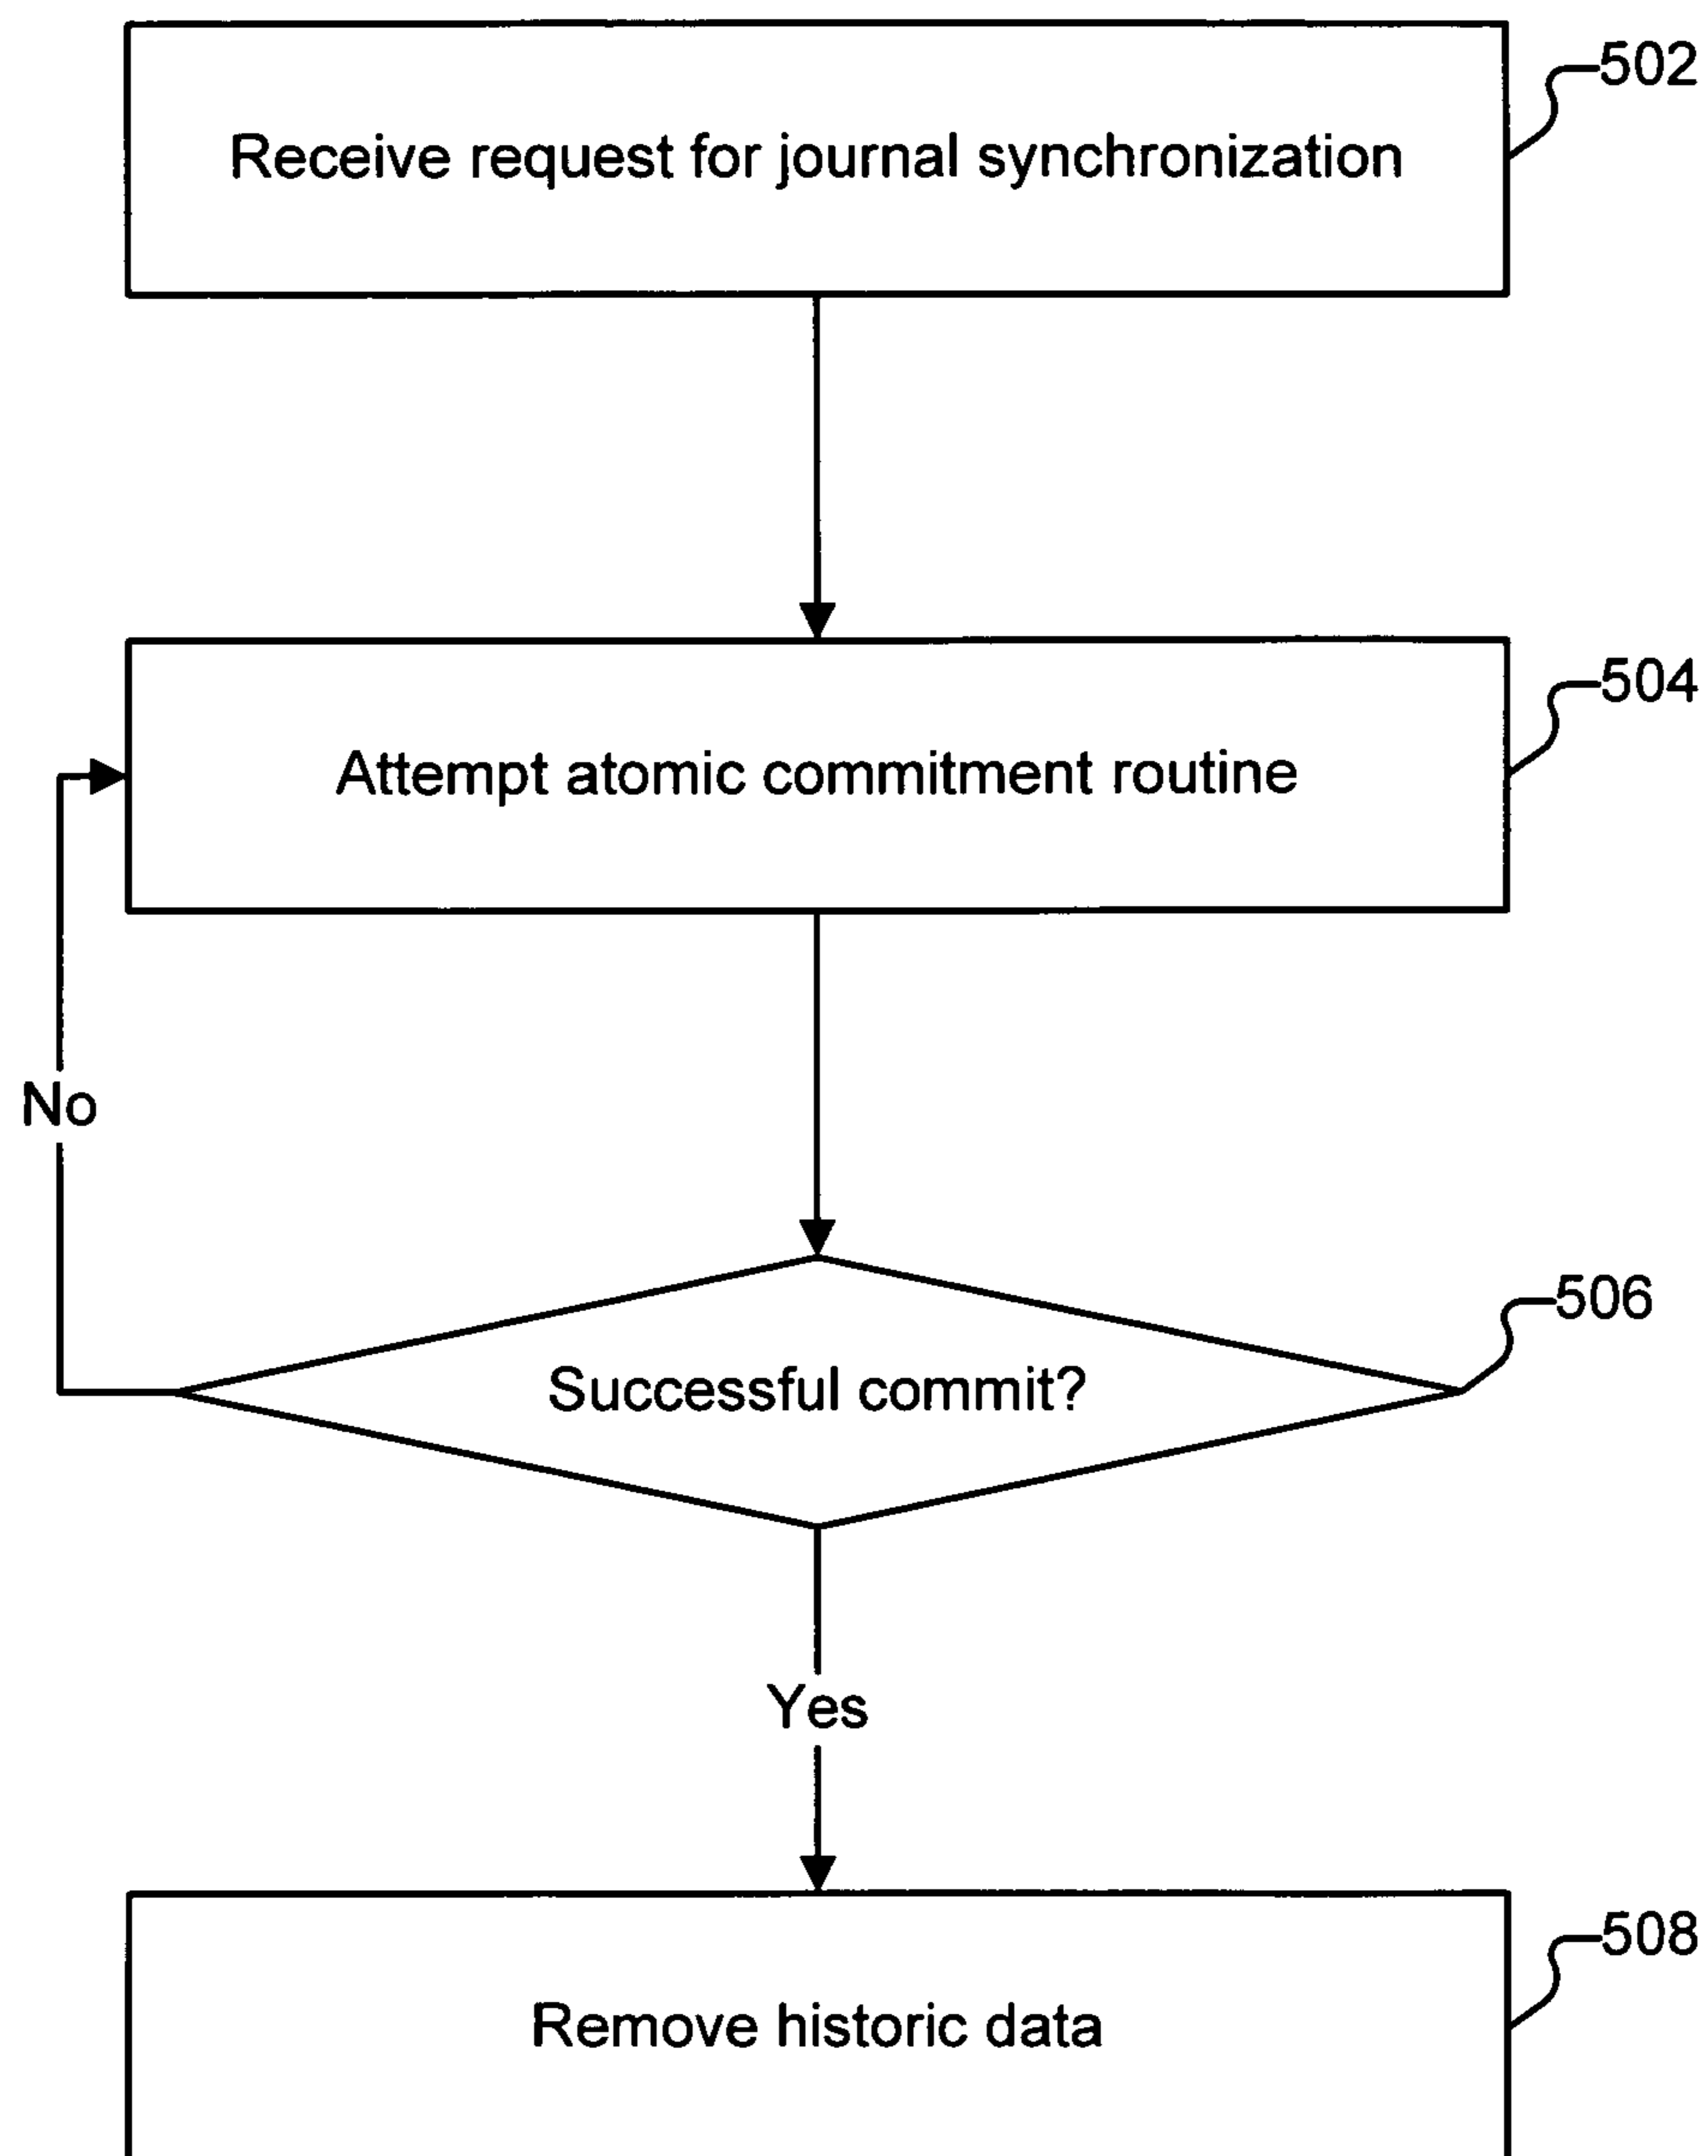 502
Receive request for journal synchronization
504
Attempt atomic commitment routine
No
506
Successful commit?
Yes
508
Remove historic data